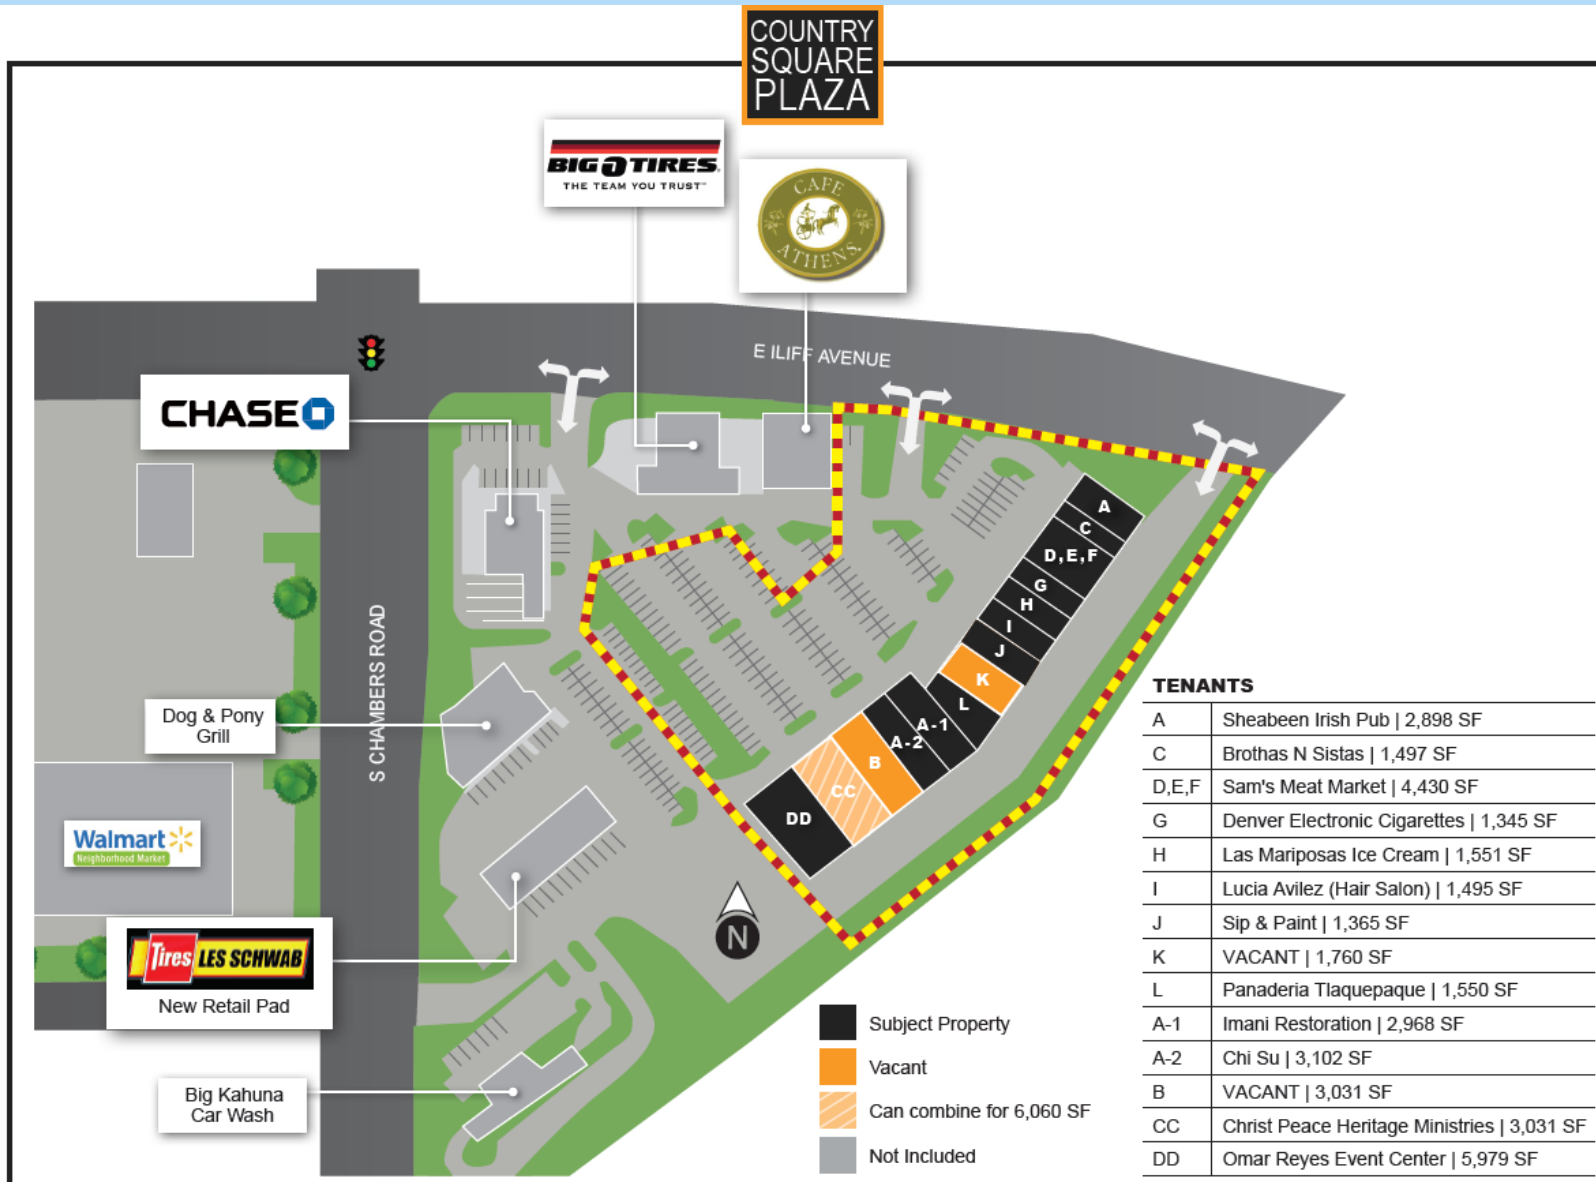 COUNTRY
SQUARE
PLAZA
BIG O TIRES
THE TEAM YOU TRUST™
CAFE
ATHENS
E ILIFF AVENUE
CHASE
S CHAMBERS ROAD
Dog & Pony
Grill
Walmart
Neighborhood Market
Tires LES SCHWAB
New Retail Pad
Big Kahuna
Car Wash
A
C
D,E,F
G
H
I
J
K
L
A-1
A-2
B
CC
DD
N
Subject Property
Vacant
Can combine for 6,060 SF
Not Included
TENANTS
A Sheabeen Irish Pub | 2,898 SF
C Brothas N Sistas | 1,497 SF
D,E,F Sam's Meat Market | 4,430 SF
G Denver Electronic Cigarettes | 1,345 SF
H Las Mariposas Ice Cream | 1,551 SF
I Lucia Avilez (Hair Salon) | 1,495 SF
J Sip & Paint | 1,365 SF
K VACANT | 1,760 SF
L Panaderia Tlaquepaque | 1,550 SF
A-1 Imani Restoration | 2,968 SF
A-2 Chi Su | 3,102 SF
B VACANT | 3,031 SF
CC Christ Peace Heritage Ministries | 3,031 SF
DD Omar Reyes Event Center | 5,979 SF